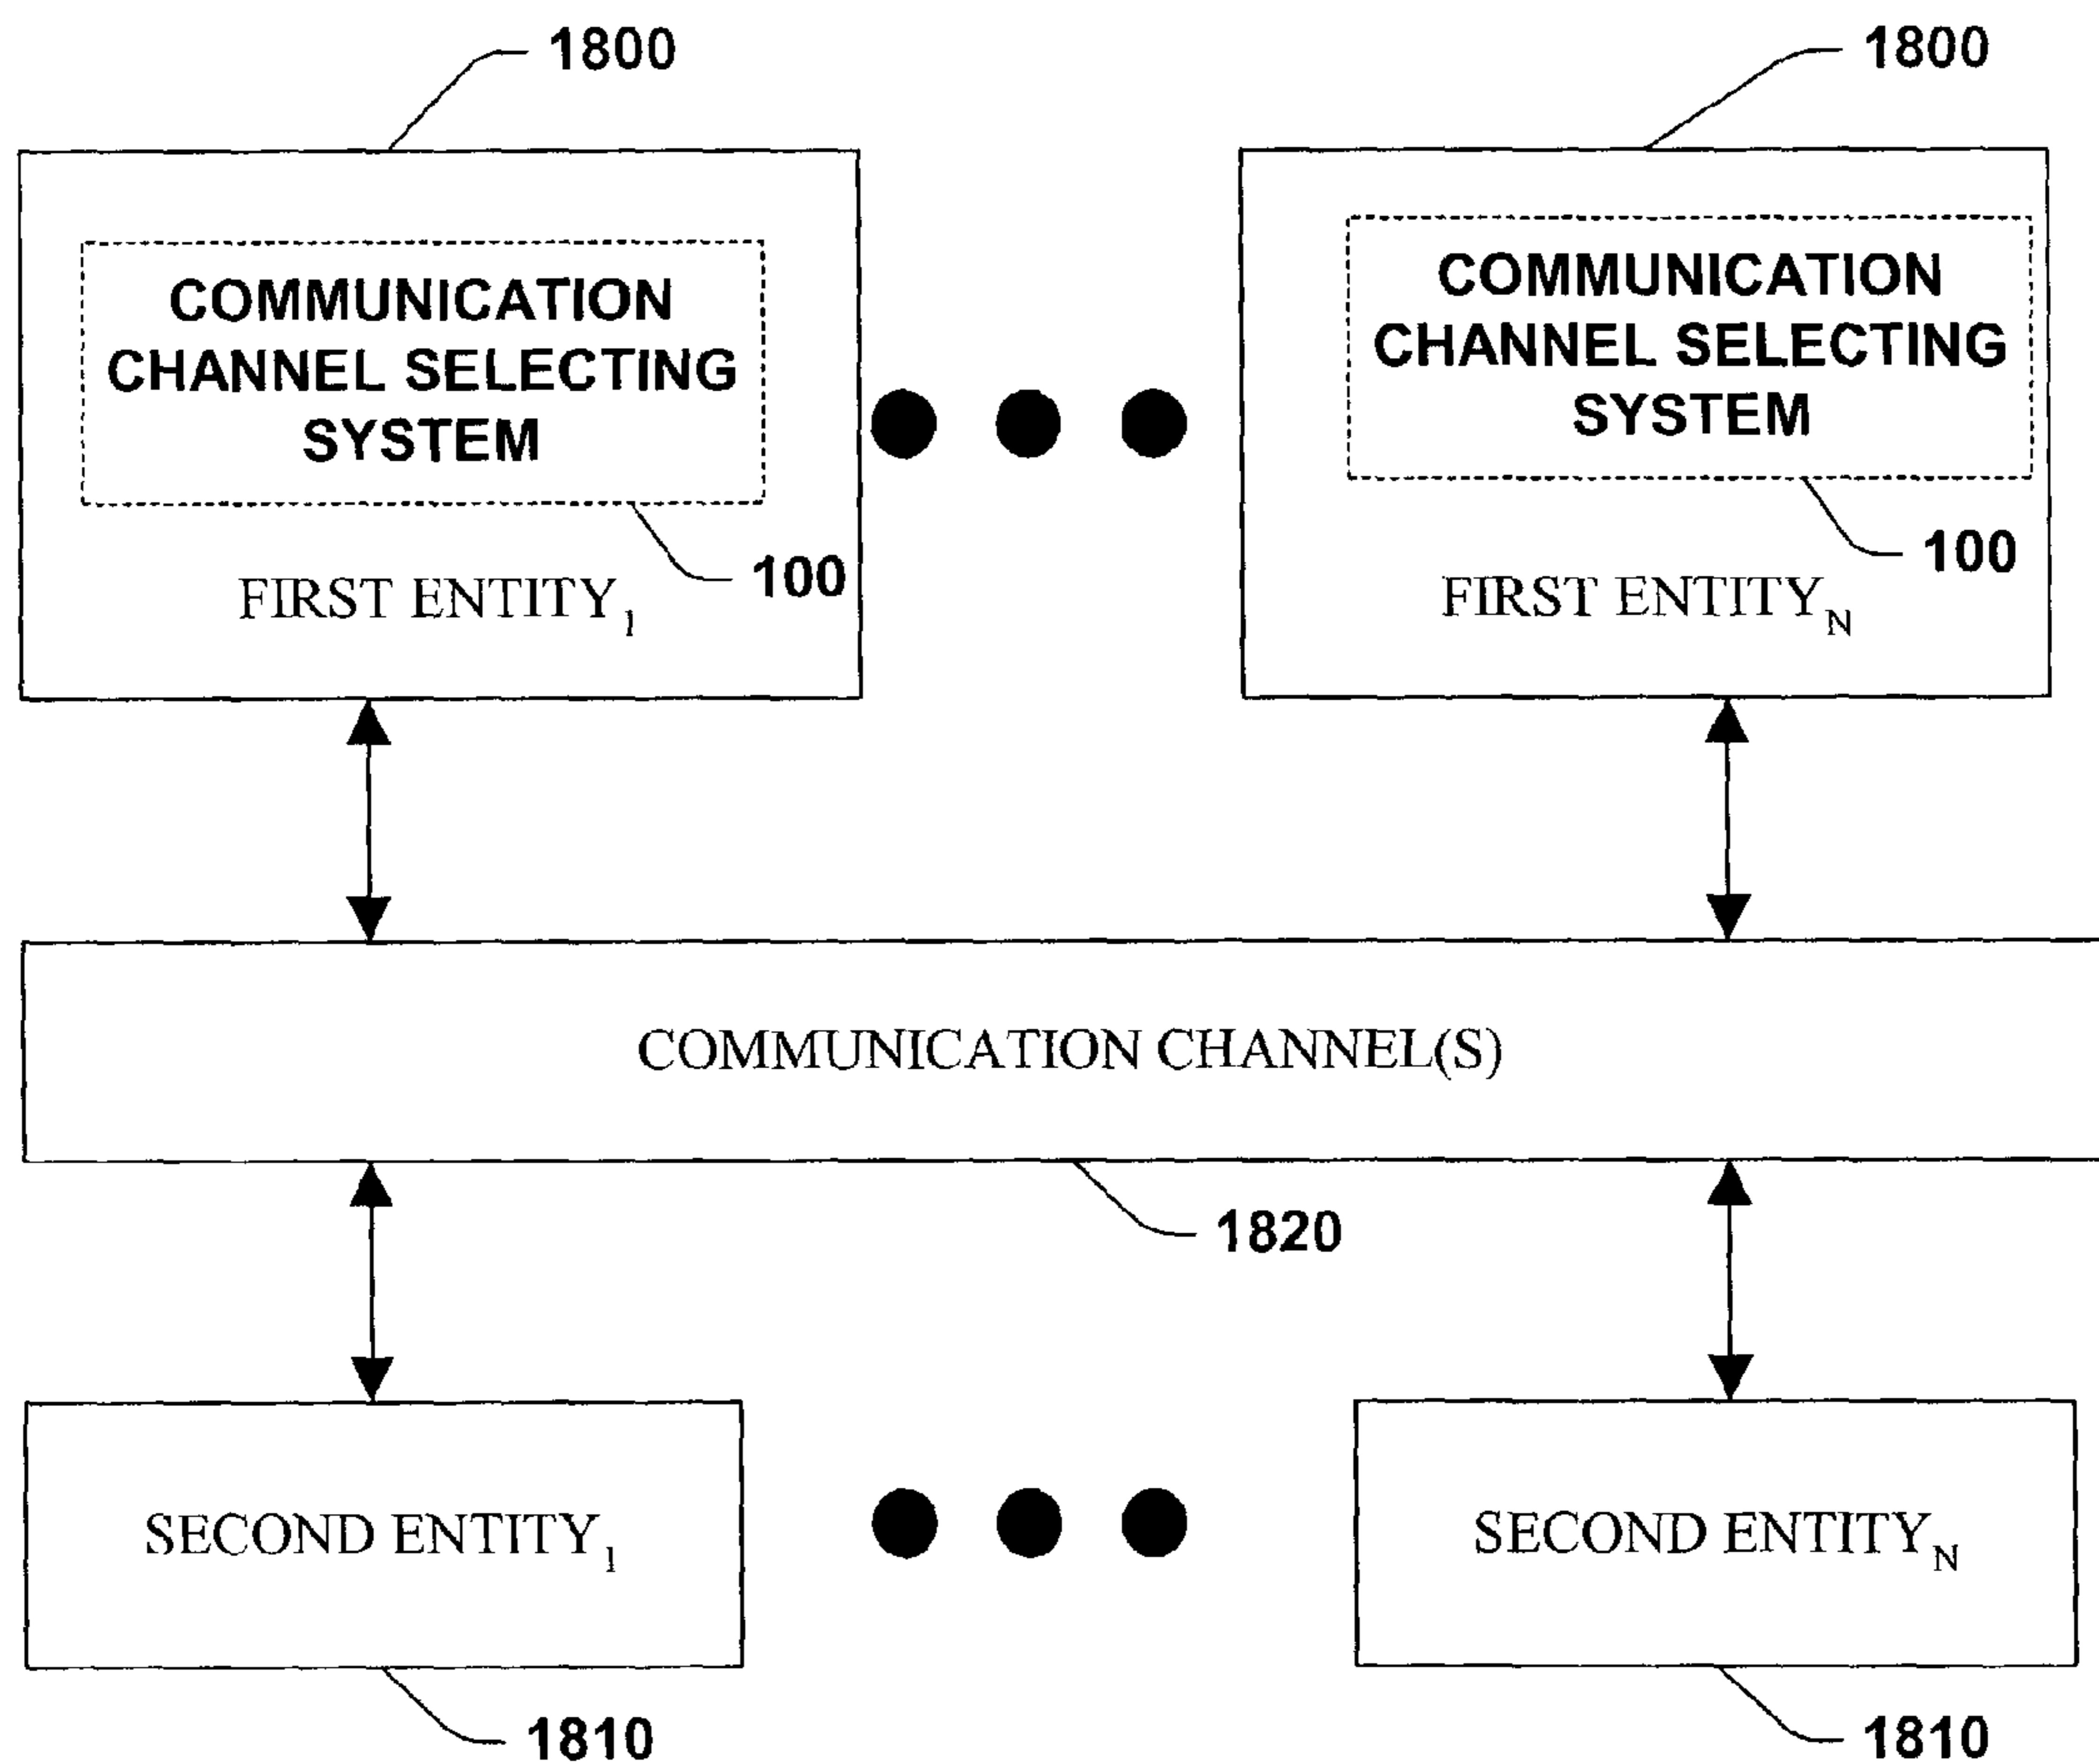 1800
1800
COMMUNICATION
CHANNEL SELECTING
SYSTEM
100
FIRST ENTITY1
COMMUNICATION
CHANNEL SELECTING
SYSTEM
100
FIRST ENTITYN
COMMUNICATION CHANNEL(S)
1820
SECOND ENTITY1
SECOND ENTITYN
1810
1810